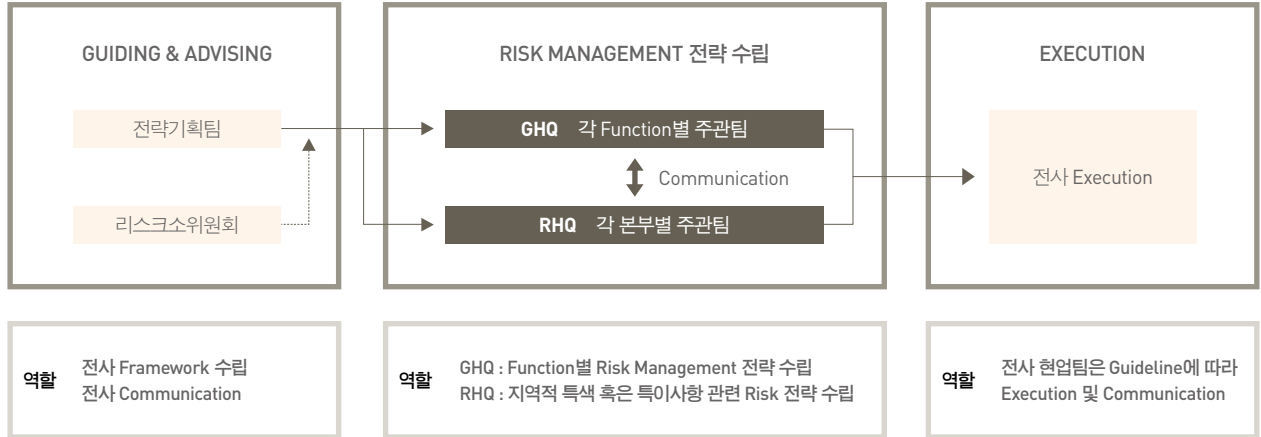 GUIDING & ADVISING
전략기획팀
리스크소위원회
RISK MANAGEMENT 전략 수립
GHQ 각 Function별 주관팀
Communication
RHQ 각 본부별 주관팀
EXECUTION
전사 Execution
역할
전사 Framework 수립
전사 Communication
역할
GHQ : Function별 Risk Management 전략 수립
RHQ : 지역적 특색 혹은 특이사항 관련 Risk 전략 수립
역할
전사 현업팀은 Guideline에 따라
Execution 및 Communication